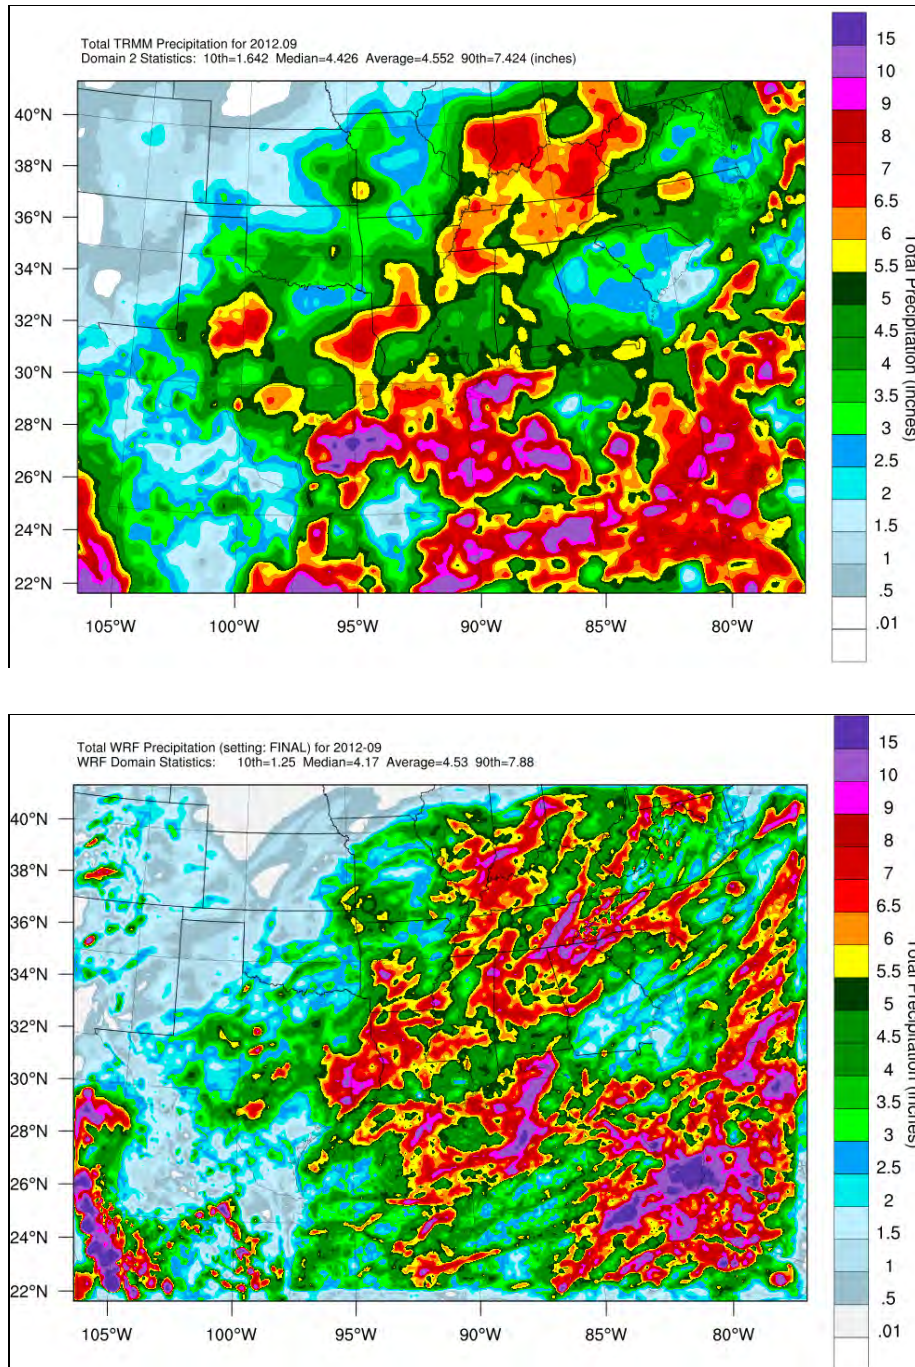 Total TRMM Precipitation for 2012.09
Domain 2 Statistics: 10th=1.642 Median=4.426 Average=4.552 90th=7.424 (inches)
40°N
38°N
36°N
34°N
32°N
30°N
28°N
26°N
24°N
22°N
105°W 100°W 95°W 90°W 85°W 80°W
15
10
9
8
7
6.5
6
5.5
5
4.5
4
3.5
3
2.5
2
1.5
1
.5
.01
Total Precipitation (inches)
Total WRF Precipitation (setting: FINAL) for 2012-09
WRF Domain Statistics: 10th=1.25 Median=4.17 Average=4.53 90th=7.88
40°N
38°N
36°N
34°N
32°N
30°N
28°N
26°N
24°N
22°N
105°W 100°W 95°W 90°W 85°W 80°W
15
10
9
8
7
6.5
6
5.5
5
4.5
4
3.5
3
2.5
2
1.5
1
.5
.01
Total Precipitation (inches)